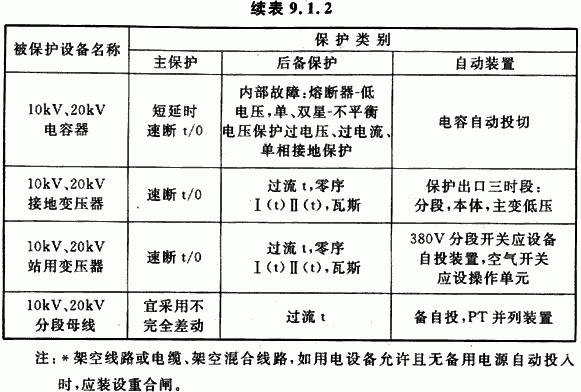 续表9.1.2
被保护设备名称
保护类别
主保护
后备保护
自动装置
10kV、20kV
电容器
短延时
速断 t/0
内部故障:熔断器-低
电压,单、双星-不平衡
电压保护过电压、过电流、
单相接地保护
电容自动投切
10kV、20kV
接地变压器
速断 t/0
过流 t,零序
Ⅰ(t)Ⅱ(t),瓦斯
保护出口三时段:
分段,本体,主变低压
10kV、20kV
站用变压器
速断 t/0
过流 t,零序
Ⅰ(t)Ⅱ(t),瓦斯
380V 分段开关应设备
自投装置,空气开关
应设操作单元
10kV、20kV
分段母线
宜采用不
完全差动
过流 t
备自投,PT并列装置
注:*架空线路或电缆、架空混合线路,如用电设备允许且无备用电源自动投入
时,应装设重合闸。